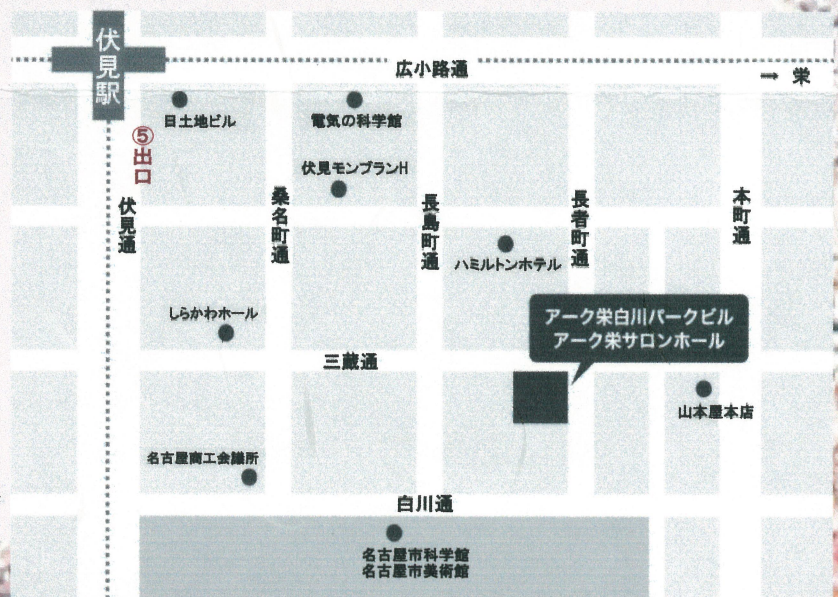 伏見駅
広小路通
→ 栄
日土地ビル
電気の科学館
⑤出口
伏見モンブランH
伏見通
桑名町通
長島町通
長者町通
本町通
ハミルトンホテル
しらかわホール
アーク栄白川パークビル
アーク栄サロンホール
三蔵通
山本屋本店
名古屋商工会議所
白川通
名古屋市科学館
名古屋市美術館